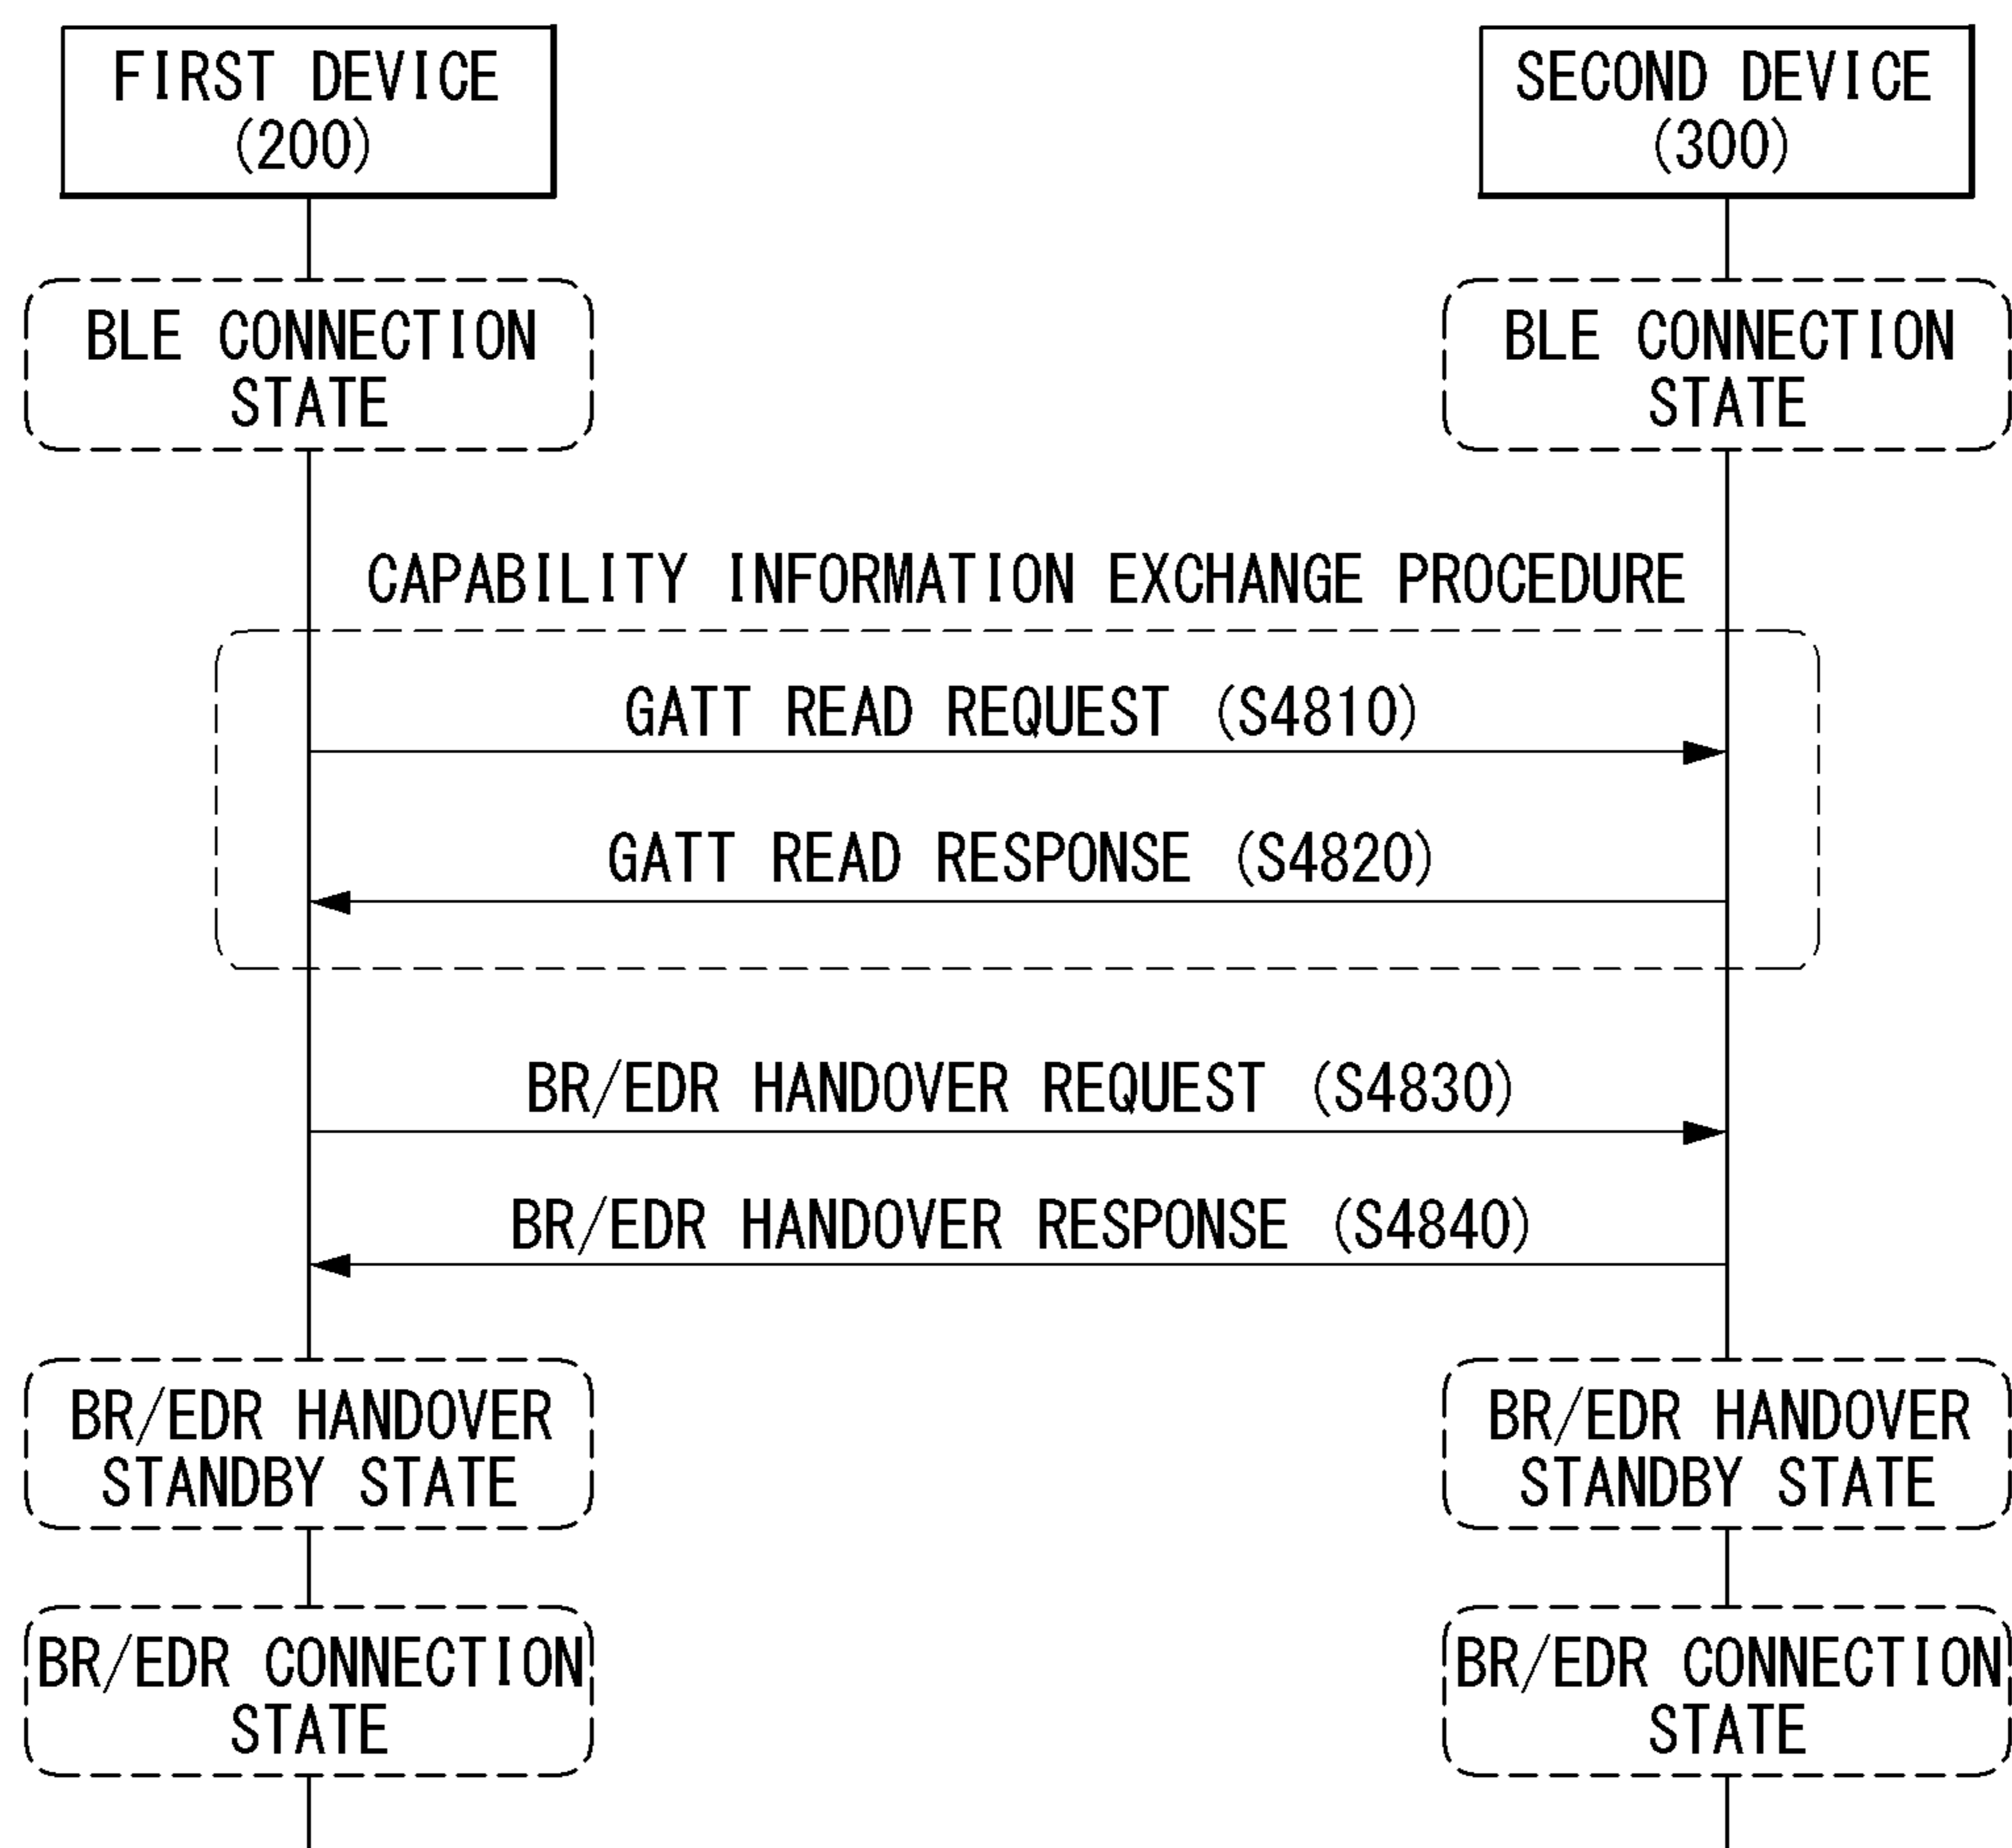 FIRST DEVICE
(200)
SECOND DEVICE
(300)
BLE CONNECTION
STATE
BLE CONNECTION
STATE
CAPABILITY INFORMATION EXCHANGE PROCEDURE
GATT READ REQUEST (S4810)
GATT READ RESPONSE (S4820)
BR/EDR HANDOVER REQUEST (S4830)
BR/EDR HANDOVER RESPONSE (S4840)
BR/EDR HANDOVER
STANDBY STATE
BR/EDR HANDOVER
STANDBY STATE
BR/EDR CONNECTION
STATE
BR/EDR CONNECTION
STATE